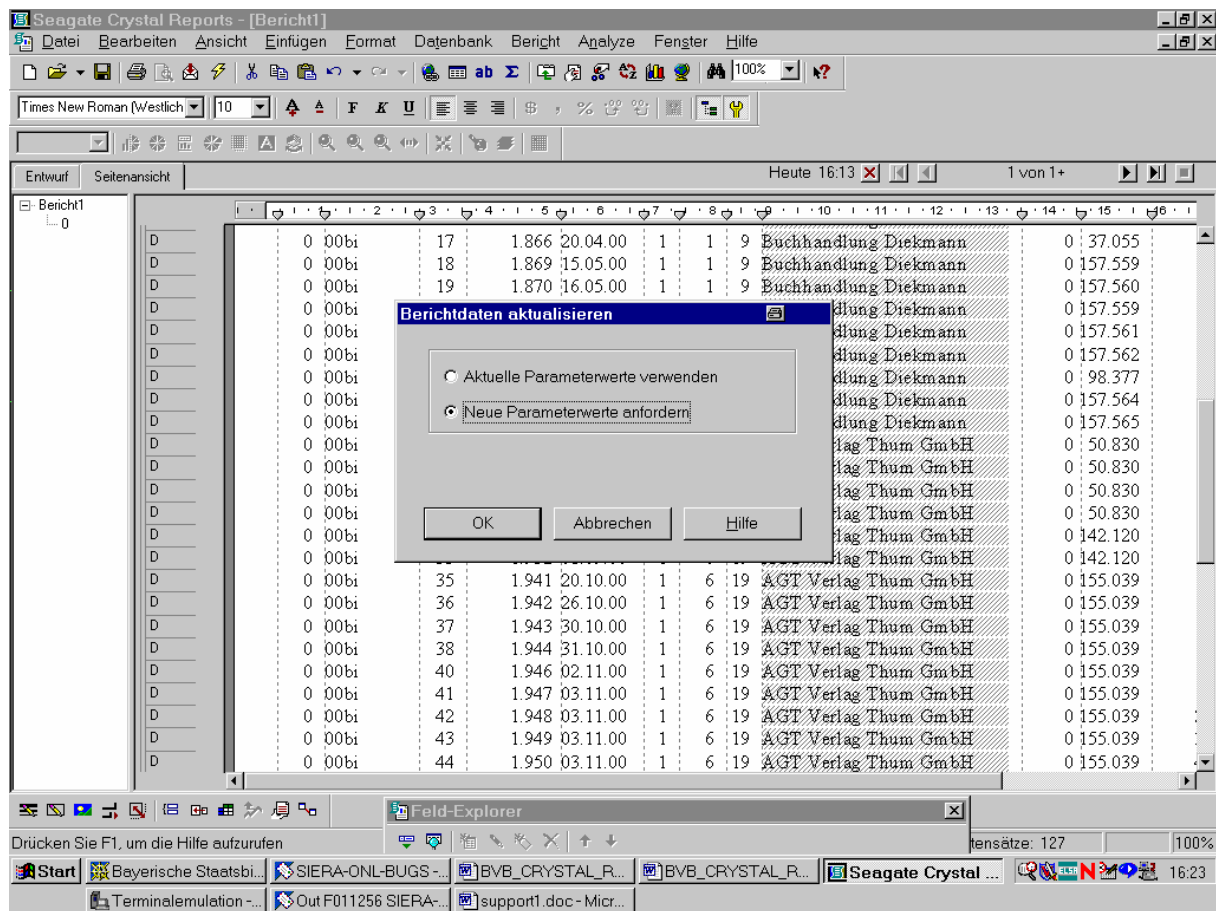 Seagate Crystal Reports - [Bericht1]
Datei Bearbeiten Ansicht Einfügen Format Datenbank Bericht Analyze Fenster Hilfe
ab Σ 100%
Times New Roman (Westlich 10 F K U
Entwurf Seitenansicht Heute 16:13 1 von 1+
Bericht1
0
1 2 3 4 5 6 7 8 10 11 12 13 14 15 16
D 0 00bi 17 1.866 20.04.00 1 1 9 Buchhandlung Diekmann 0 37.055
D 0 00bi 18 1.869 15.05.00 1 1 9 Buchhandlung Diekmann 0 157.559
D 0 00bi 19 1.870 16.05.00 1 1 9 Buchhandlung Diekmann 0 157.560
D 0 00bi dlung Diekmann 0 157.559
D 0 00bi dlung Diekmann 0 157.561
D 0 00bi dlung Diekmann 0 157.562
D 0 00bi dlung Diekmann 0 98.377
D 0 00bi dlung Diekmann 0 157.564
D 0 00bi dlung Diekmann 0 157.565
D 0 00bi lag Thum GmbH 0 50.830
D 0 00bi lag Thum GmbH 0 50.830
D 0 00bi lag Thum GmbH 0 50.830
D 0 00bi lag Thum GmbH 0 50.830
D 0 00bi lag Thum GmbH 0 142.120
D 0 00bi lag Thum GmbH 0 142.120
D 0 00bi 35 1.941 20.10.00 1 6 19 AGT Verlag Thum GmbH 0 155.039
D 0 00bi 36 1.942 26.10.00 1 6 19 AGT Verlag Thum GmbH 0 155.039
D 0 00bi 37 1.943 30.10.00 1 6 19 AGT Verlag Thum GmbH 0 155.039
D 0 00bi 38 1.944 31.10.00 1 6 19 AGT Verlag Thum GmbH 0 155.039
D 0 00bi 40 1.946 02.11.00 1 6 19 AGT Verlag Thum GmbH 0 155.039
D 0 00bi 41 1.947 03.11.00 1 6 19 AGT Verlag Thum GmbH 0 155.039
D 0 00bi 42 1.948 03.11.00 1 6 19 AGT Verlag Thum GmbH 0 155.039
D 0 00bi 43 1.949 03.11.00 1 6 19 AGT Verlag Thum GmbH 0 155.039
D 0 00bi 44 1.950 03.11.00 1 6 19 AGT Verlag Thum GmbH 0 155.039
Berichtdaten aktualisieren
Aktuelle Parameterwerte verwenden
Neue Parameterwerte anfordern
OK Abbrechen Hilfe
Feld-Explorer
Drücken Sie F1, um die Hilfe aufzurufen tensätze: 127 100%
Start Bayerische Staatsbi... SIERA-ONL-BUGS -... BVB_CRYSTAL_R... BVB_CRYSTAL_R... Seagate Crystal ... 16:23
Terminalemulation -... Out F011256 SIERA-... support1.doc - Micr...